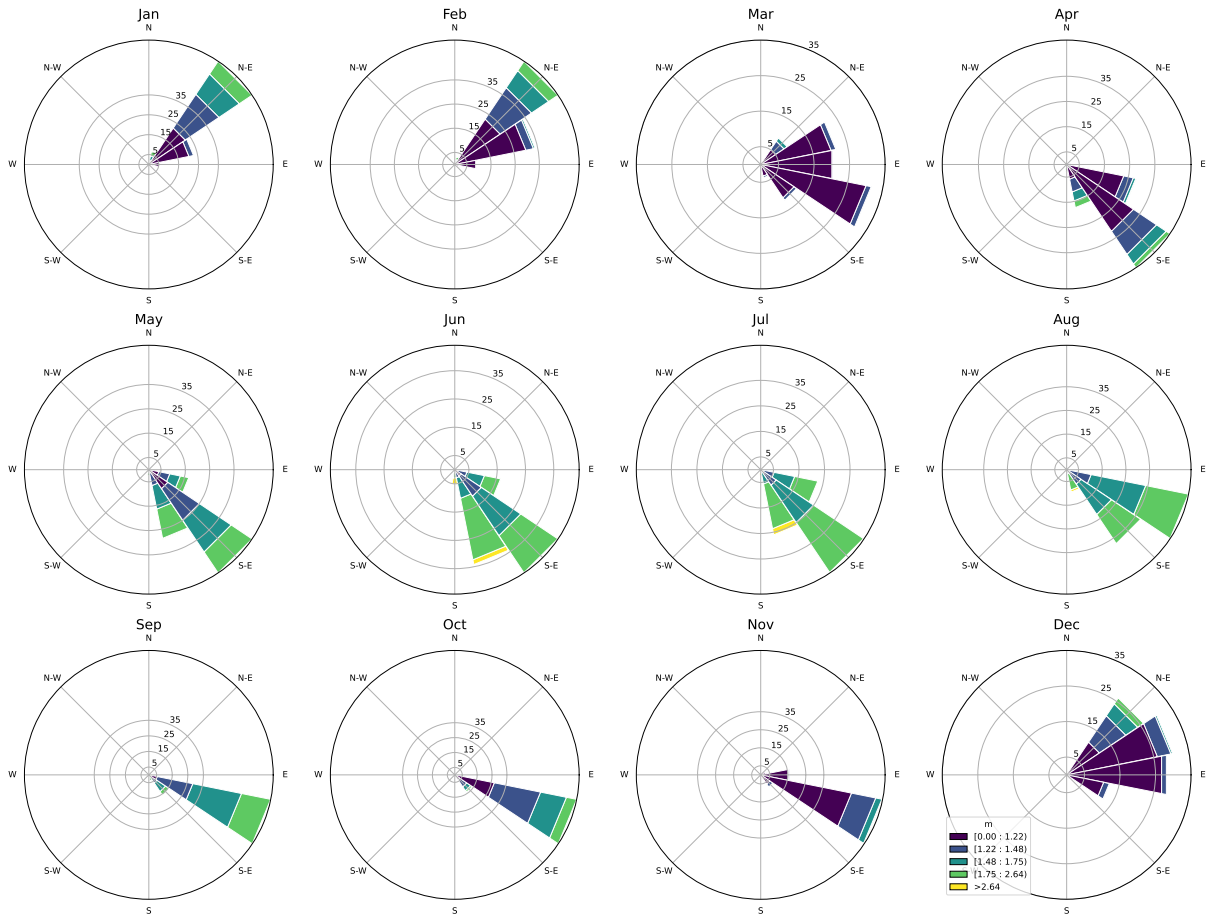 Jan
N
N-W
N-E
35
25
15
5
W
E
S-W
S-E
S
Feb
N
N-W
N-E
35
25
15
5
W
E
S-W
S-E
S
Mar
N
35
N-W
N-E
25
15
5
W
E
S-W
S-E
S
Apr
N
N-W
N-E
35
25
15
5
W
E
S-W
S-E
S
May
N
N-W
N-E
35
25
15
5
W
E
S-W
S-E
S
Jun
N
N-W
N-E
35
25
15
5
W
E
S-W
S-E
S
Jul
N
N-W
N-E
35
25
15
5
W
E
S-W
S-E
S
Aug
N
N-W
N-E
35
25
15
5
W
E
S-W
S-E
S
Sep
N
N-W
N-E
35
25
15
5
W
E
S-W
S-E
S
Oct
N
N-W
N-E
35
25
15
5
W
E
S-W
S-E
S
Nov
N
N-W
N-E
35
25
15
5
W
E
S-W
S-E
S
Dec
N
35
N-W
N-E
25
15
5
W
E
S-E
S
m
[0.00 : 1.22)
[1.22 : 1.48)
[1.48 : 1.75)
[1.75 : 2.64)
>2.64